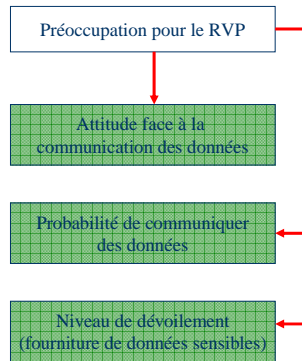 Préoccupation pour le RVP
Attitude face à la
communication des données
Probabilité de communiquer
des données
Niveau de dévoilement
(fourniture de données sensibles)